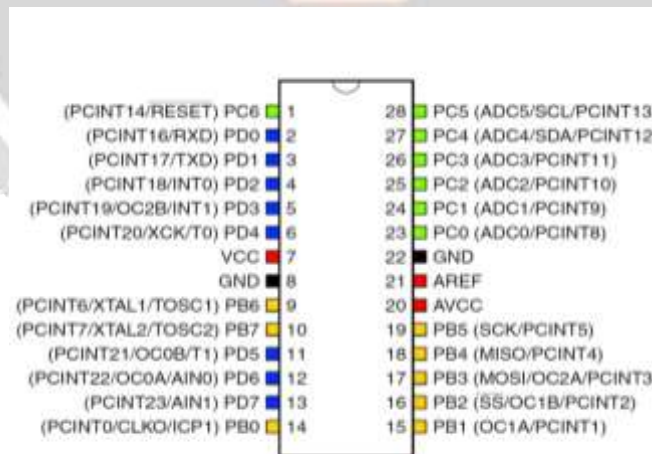 (PCINT14/RESET) PC6 1 28 PC5 (ADC5/SCL/PCINT13
(PCINT16/RXD) PD0 2 27 PC4 (ADC4/SDA/PCINT12
(PCINT17/TXD) PD1 3 26 PC3 (ADC3/PCINT11)
(PCINT18/INT0) PD2 4 25 PC2 (ADC2/PCINT10)
(PCINT19/OC2B/INT1) PD3 5 24 PC1 (ADC1/PCINT9)
(PCINT20/XCK/T0) PD4 6 23 PC0 (ADC0/PCINT8)
VCC 7 22 GND
GND 8 21 AREF
(PCINT6/XTAL1/TOSC1) PB6 9 20 AVCC
(PCINT7/XTAL2/TOSC2) PB7 10 19 PB5 (SCK/PCINT5)
(PCINT21/OC0B/T1) PD5 11 18 PB4 (MISO/PCINT4)
(PCINT22/OC0A/AIN0) PD6 12 17 PB3 (MOSI/OC2A/PCINT3
(PCINT23/AIN1) PD7 13 16 PB2 (SS/OC1B/PCINT2)
(PCINT0/CLKO/ICP1) PB0 14 15 PB1 (OC1A/PCINT1)